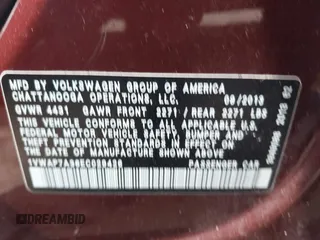 MFD. BY VOLKSWAGEN GROUP OF AMERICA
CHATTANOOGA OPERATIONS, LLC.
08/2013
GVWR 4491 GAWR FRONT 2271 / REAR 2271 LBS
THIS VEHICLE CONFORMS TO ALL APPLICABLE U.S.
FEDERAL MOTOR VEHICLE SAFETY, BUMPER AND
THEFT PREVENTION STANDARDS IN EFFECT ON THE
DATE OF MANUFACTURE SHOWN ABOVE.
PASSENGER CAR
©DREAMBID